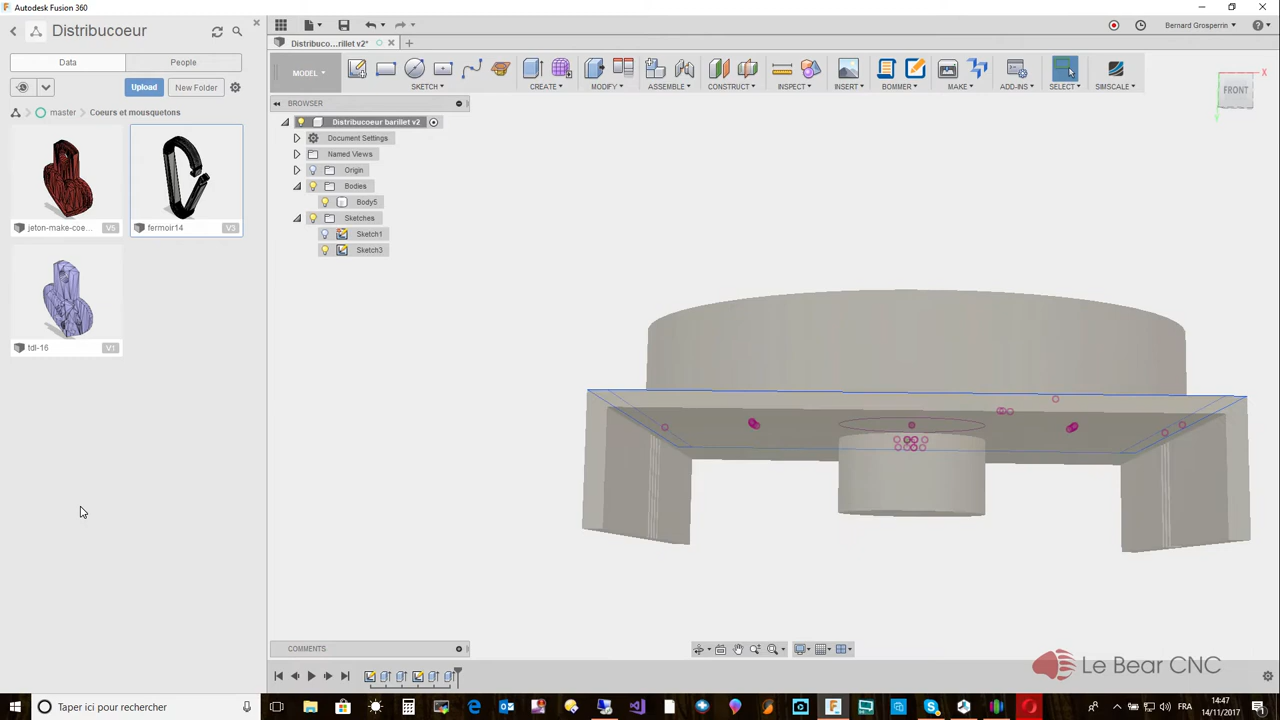 Autodesk Fusion 360
Distribucoeur
Data
People
Upload
New Folder
master
Coeurs et mousquetons
jeton-make-coe...
V6
fermoir14
V3
tdl-16
V1
Distribuco...rillet v2*
Bernard Grosperrin
MODEL
SKETCH
CREATE
MODIFY
ASSEMBLE
CONSTRUCT
INSPECT
INSERT
BOMMER
MAKE
ADD-INS
SELECT
SIMSCALE
BROWSER
Distribucoeur barillet v2
Document Settings
Named Views
Origin
Bodies
Body5
Sketches
Sketch1
Sketch3
FRONT
X
COMMENTS
Le Bear CNC
Taper ici pour rechercher
FRA
14:47
14/11/2017